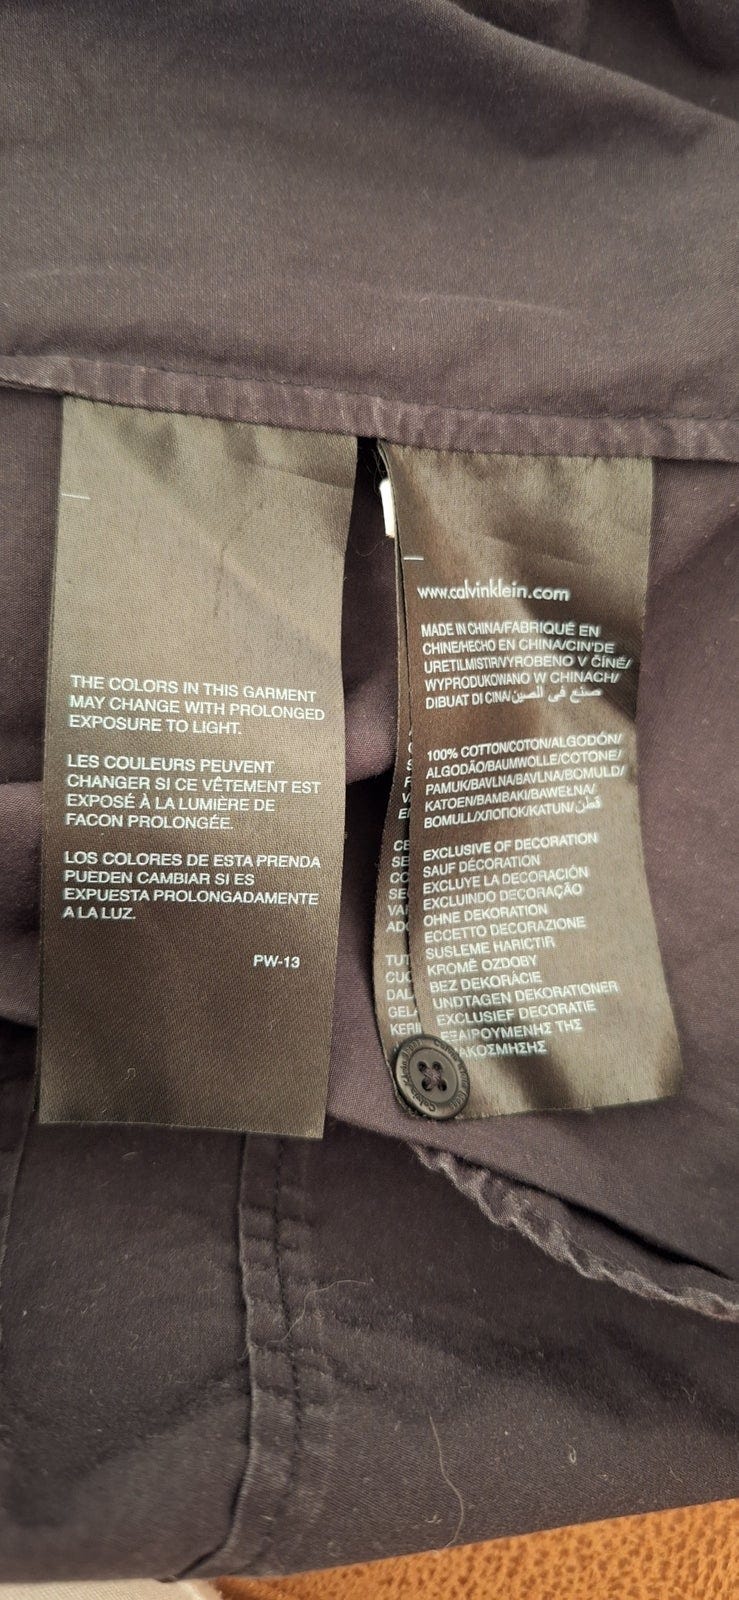 THE COLORS IN THIS GARMENT
MAY CHANGE WITH PROLONGED
EXPOSURE TO LIGHT.
LES COULEURS PEUVENT
CHANGER SI CE VÊTEMENT EST
EXPOSÉ À LA LUMIÈRE DE
FACON PROLONGÉE.
LOS COLORES DE ESTA PRENDA
PUEDEN CAMBIAR SI ES
EXPUESTA PROLONGADAMENTE
A LA LUZ.
PW-13
www.calvinklein.com
MADE IN CHINA/FABRIQUÉ EN
CHINE/HECHO EN CHINA/CIN'DE
URETILMISTIR/VYROBENO V ČÍNĚ/
WYPRODUKOWANO W CHINACH/
DIBUAT DI CINA/صنع في الصين
100% COTTON/COTON/ALGODÓN/
ALGODÃO/BAUMWOLLE/COTONE/
PAMUK/BAVLNA/BAVLNA/BOMULD/
KATOEN/BAMBAKI/BAWEŁNA/
BOMULL/ХЛОПОК/KATUN/قطن
EXCLUSIVE OF DECORATION
SAUF DÉCORATION
EXCLUYE LA DECORACIÓN
EXCLUINDO DECORAÇÃO
OHNE DEKORATION
ECCETTO DECORAZIONE
SUSLEME HARICTIR
KROMĚ OZDOBY
BEZ DEKORÁCIE
UNDTAGEN DEKORATIONER
EXCLUSIEF DECORATIE
ΕΞΑΙΡΟΥΜΕΝΗΣ ΤΗΣ
ΑΚΟΣΜΗΣΗΣ